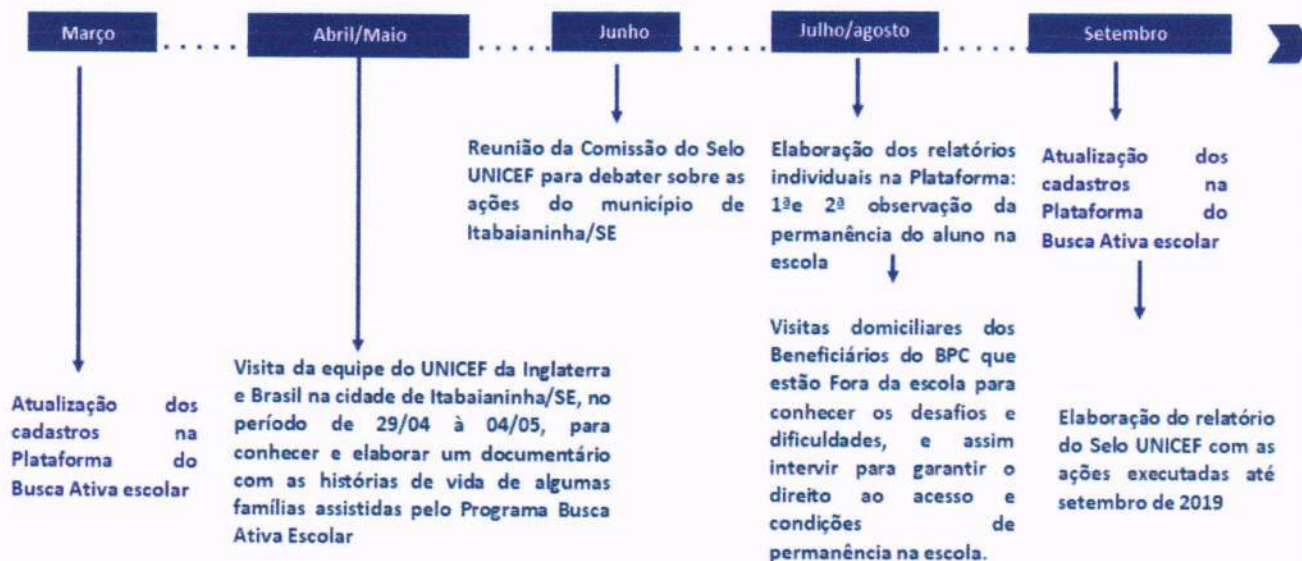 Março
Abril/Maio
Junho
Julho/agosto
Setembro
Atualização dos
cadastros na
Plataforma do
Busca Ativa escolar
Visita da equipe do UNICEF da Inglaterra
e Brasil na cidade de Itabaianinha/SE, no
período de 29/04 à 04/05, para
conhecer e elaborar um documentário
com as histórias de vida de algumas
famílias assistidas pelo Programa Busca
Ativa Escolar
Reunião da Comissão do Selo
UNICEF para debater sobre as
ações do município de
Itabaianinha/SE
Elaboração dos relatórios
individuais na Plataforma:
1ªe 2ª observação da
permanência do aluno na
escola
Visitas domiciliares dos
Beneficiários do BPC que
estão Fora da escola para
conhecer os desafios e
dificuldades, e assim
intervir para garantir o
direito ao acesso e
condições de
permanência na escola.
Atualização dos
cadastros na
Plataforma do
Busca Ativa escolar
Elaboração do relatório
do Selo UNICEF com as
ações executadas até
setembro de 2019